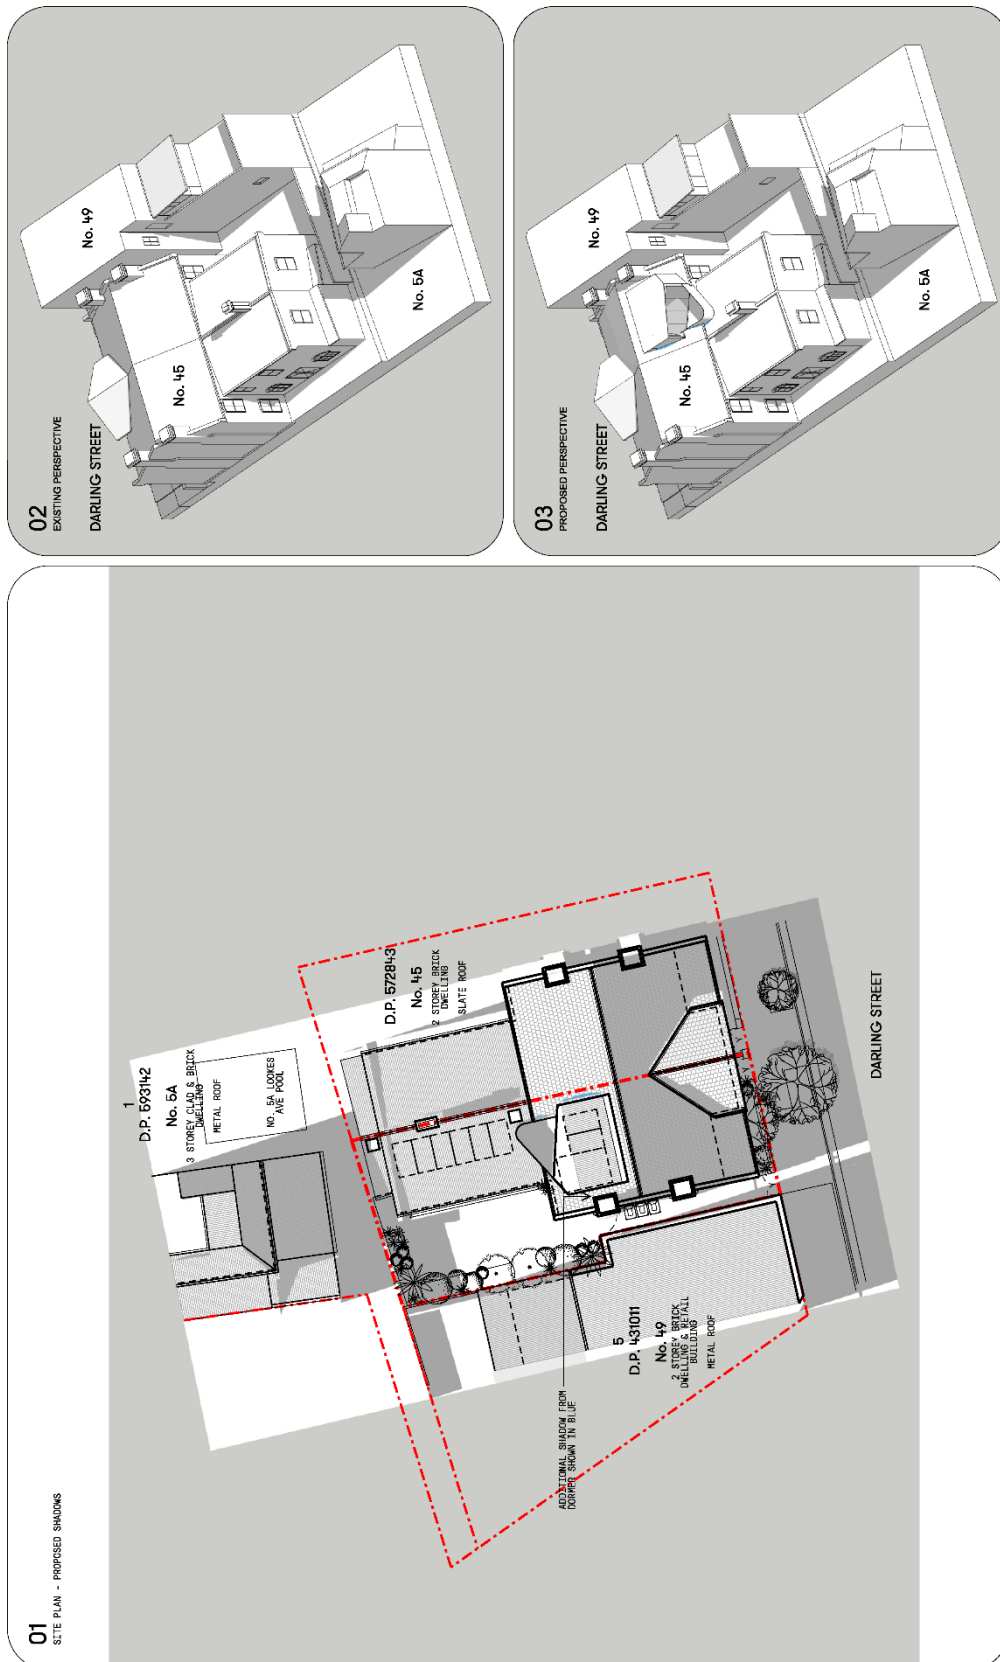 02
EXISTING PERSPECTIVE
DARLING STREET
No. 49
No. 45
No. 5A
03
PROPOSED PERSPECTIVE
DARLING STREET
No. 49
No. 45
No. 5A
01
SITE PLAN - PROPOSED SHADOWS
1
D.P. 593142
No. 5A
3 STOREY CLAD & BRICK
DWELLING
METAL ROOF
NO. 5A LOOKES
AVE POOL
D.P. 572843
No. 45
2 STOREY BRICK
DWELLING
SLATE ROOF
5
D.P. 431011
No. 49
2 STOREY BRICK
DWELLING & RETAIL
BUILDING
METAL ROOF
ADDITIONAL SHADOW FROM
DORMER SHOWN IN BLUE
DARLING STREET